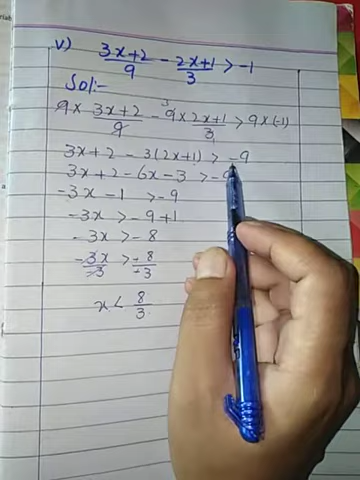 v) (3x+2)/9 - (2x+1)/3 > -1
Sol:-
9 × (3x+2)/9 - 9³ × (2x+1)/3 > 9×(-1)
3x+2 - 3(2x+1) > -9
3x+2 - 6x - 3 > -9
-3x - 1 > -9
-3x > -9+1
-3x > -8
-3x/-3 > -8/-3
x < 8/3